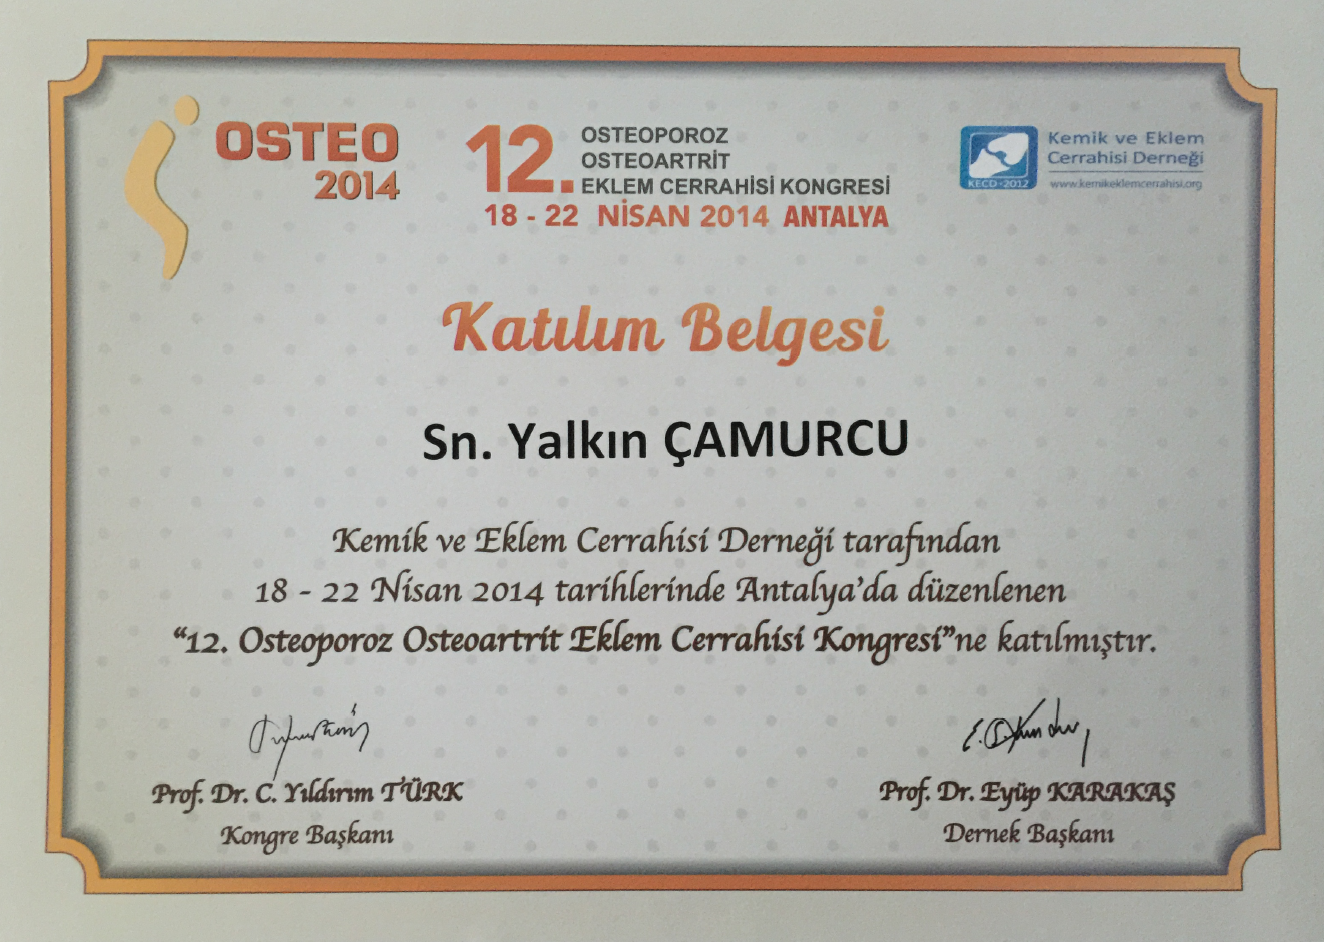 OSTEO
2014
12. OSTEOPOROZ
OSTEOARTRİT
EKLEM CERRAHİSİ KONGRESİ
18 - 22 NİSAN 2014 ANTALYA
KECD-2012
Kemik ve Eklem
Cerrahisi Derneği
www.kemikeklemcerrahisi.org
Katılım Belgesi
Sn. Yalkın ÇAMURCU
Kemik ve Eklem Cerrahisi Derneği tarafından
18 - 22 Nisan 2014 tarihlerinde Antalya'da düzenlenen
“12. Osteoporoz Osteoartrit Eklem Cerrahisi Kongresi”ne katılmıştır.
Prof. Dr. C. Yıldırım TÜRK
Kongre Başkanı
Prof. Dr. Eyüp KARAKAŞ
Dernek Başkanı